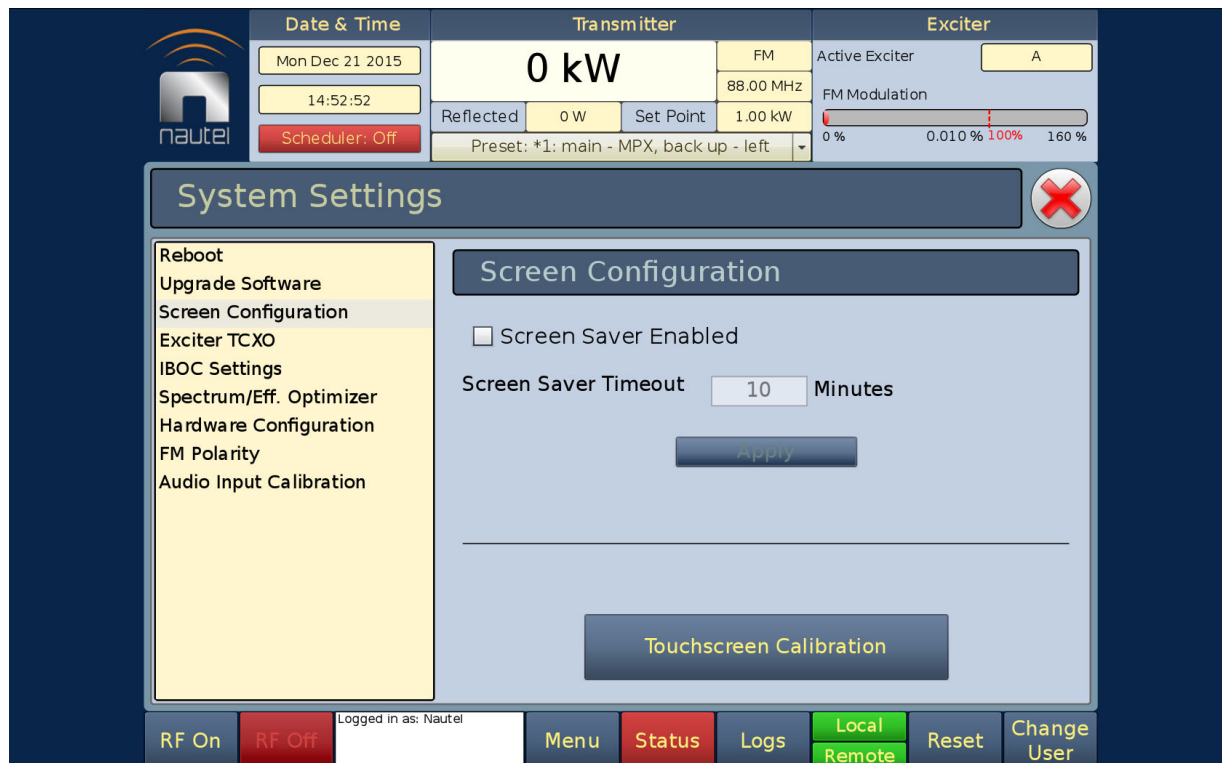 Date & Time
Transmitter
Exciter
nautel
Mon Dec 21 2015
14:52:52
Scheduler: Off
0 kW
FM
88.00 MHz
Reflected 0 W Set Point 1.00 kW
Preset: *1: main - MPX, back up - left
Active Exciter A
FM Modulation
0 % 0.010 % 100% 160 %
System Settings
Reboot
Upgrade Software
Screen Configuration
Exciter TCXO
IBOC Settings
Spectrum/Eff. Optimizer
Hardware Configuration
FM Polarity
Audio Input Calibration
Screen Configuration
Screen Saver Enabled
Screen Saver Timeout 10 Minutes
Apply
Touchscreen Calibration
RF On
RF Off
Logged in as: Nautel
Menu
Status
Logs
Local
Remote
Reset
Change
User